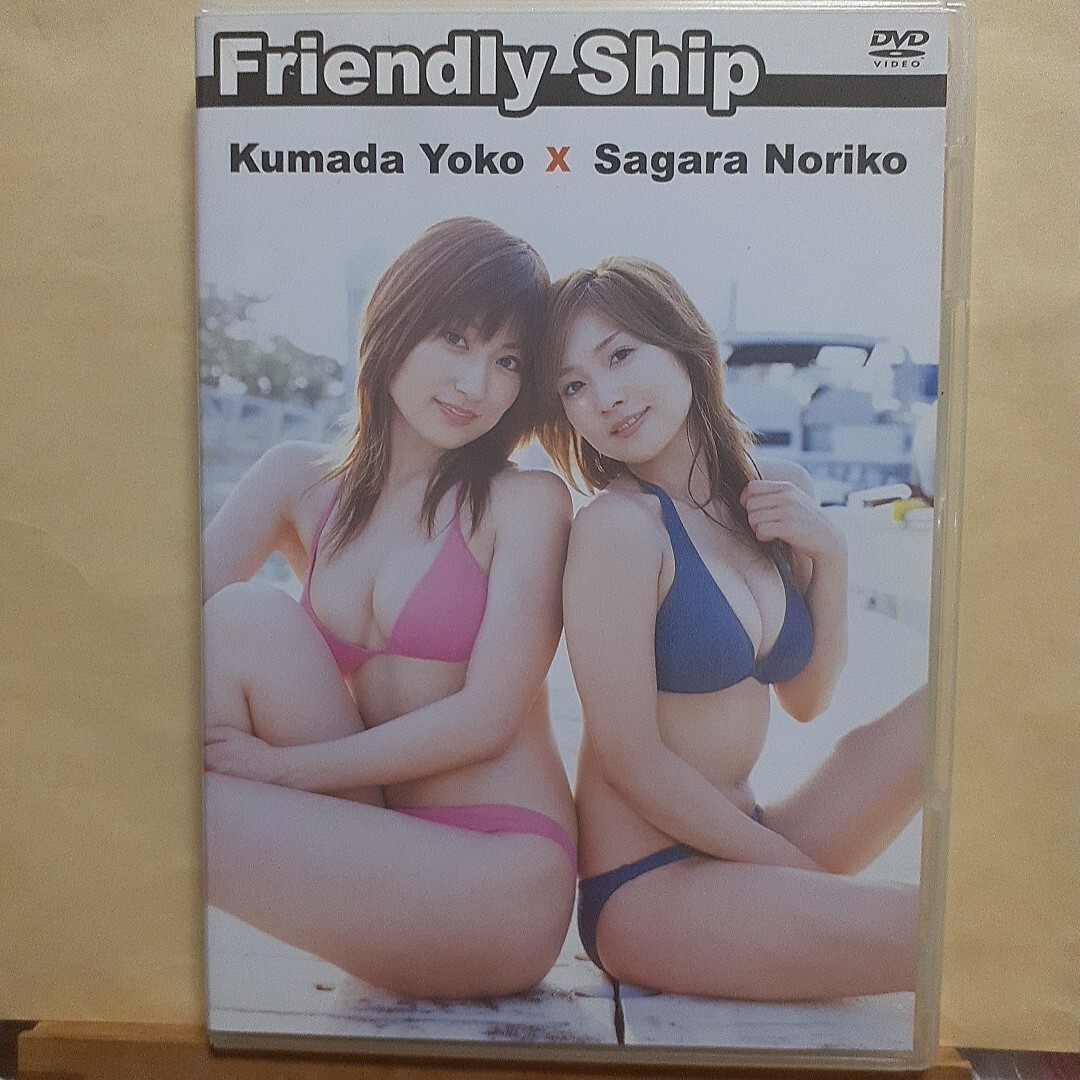 Friendly Ship
DVD
VIDEO
Kumada Yoko X Sagara Noriko